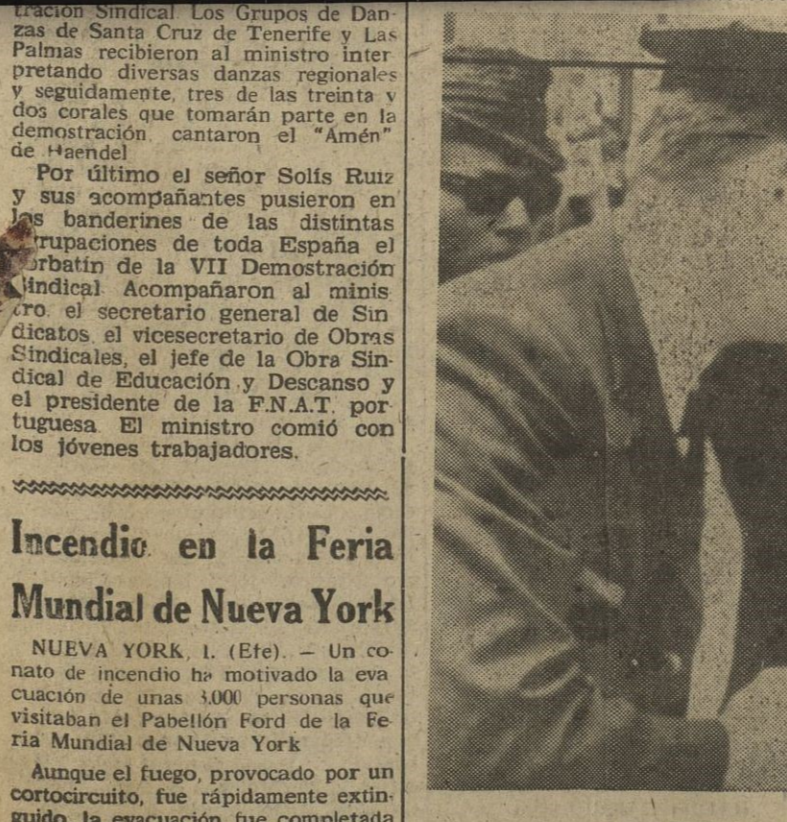 tración Sindical. Los Grupos de Dan-
zas de Santa Cruz de Tenerife y Las
Palmas recibieron al ministro inter
pretando diversas danzas regionales
y seguidamente, tres de las treinta y
dos corales que tomarán parte en la
demostración, cantaron el "Amén"
de Haendel
Por último el señor Solís Ruiz
y sus acompañantes pusieron en
los banderines de las distintas
rupaciones de toda España el
orbatín de la VII Demostración
Sindical. Acompañaron al minis
tro, el secretario general de Sin
dicatos, el vicesecretario de Obras
Sindicales, el jefe de la Obra Sin-
dical de Educación y Descanso y
el presidente de la F.N.A.T. por-
tuguesa. El ministro comió con
los jóvenes trabajadores.
Incendio en la Feria
Mundial de Nueva York
NUEVA YORK, 1. (Efe). — Un co-
nato de incendio ha motivado la eva
cuación de unas 3.000 personas que
visitaban el Pabellón Ford de la Fe-
ria Mundial de Nueva York
Aunque el fuego, provocado por un
cortocircuito, fue rápidamente extin-
guido, la evacuación fue completada